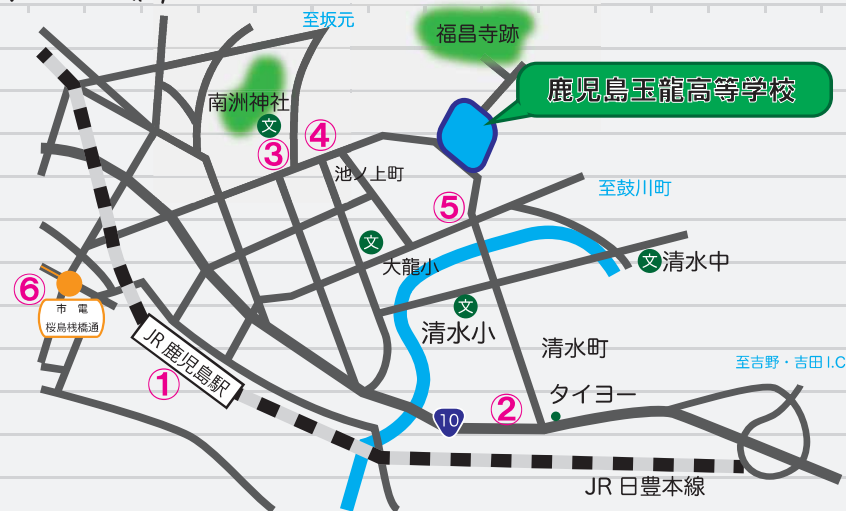 至坂元
福昌寺跡
鹿児島玉龍高等学校
南洲神社
文
③
④
池ノ上町
至鼓川町
⑤
文
大龍小
文
清水中
⑥
市電
桜島桟橋通
文
清水小
清水町
JR 鹿児島駅
①
至吉野・吉田I.C
タイヨー
②
10
JR 日豊本線